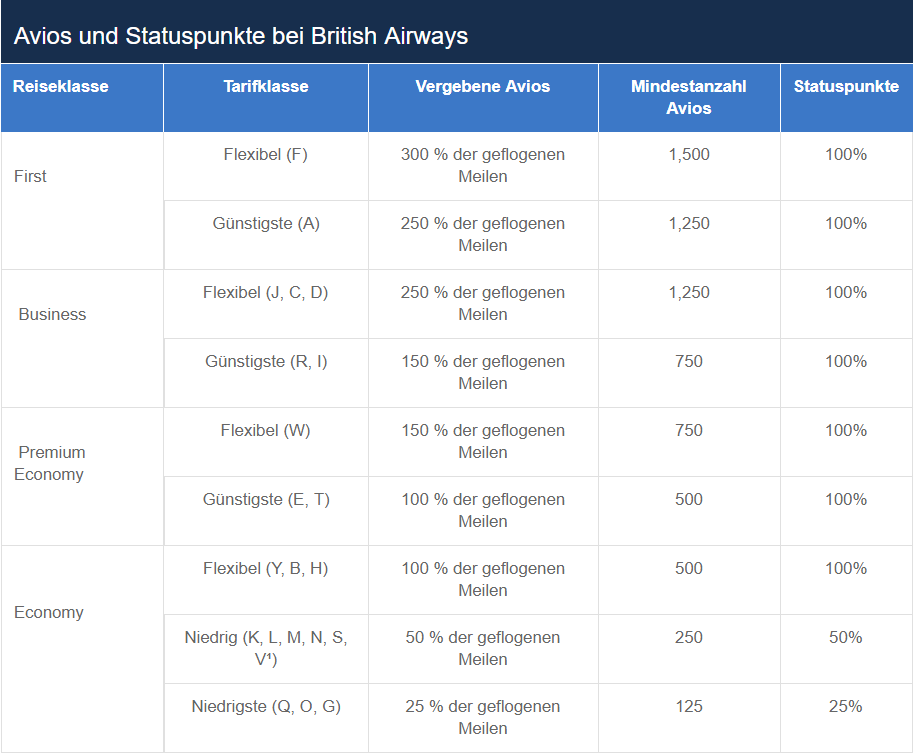 Avios und Statuspunkte bei British Airways
Reiseklasse Tarifklasse Vergebene Avios Mindestanzahl Avios Statuspunkte
First Flexibel (F) 300 % der geflogenen Meilen 1,500 100%
Günstigste (A) 250 % der geflogenen Meilen 1,250 100%
Business Flexibel (J, C, D) 250 % der geflogenen Meilen 1,250 100%
Günstigste (R, I) 150 % der geflogenen Meilen 750 100%
Premium Economy Flexibel (W) 150 % der geflogenen Meilen 750 100%
Günstigste (E, T) 100 % der geflogenen Meilen 500 100%
Economy Flexibel (Y, B, H) 100 % der geflogenen Meilen 500 100%
Niedrig (K, L, M, N, S, V¹) 50 % der geflogenen Meilen 250 50%
Niedrigste (Q, O, G) 25 % der geflogenen Meilen 125 25%